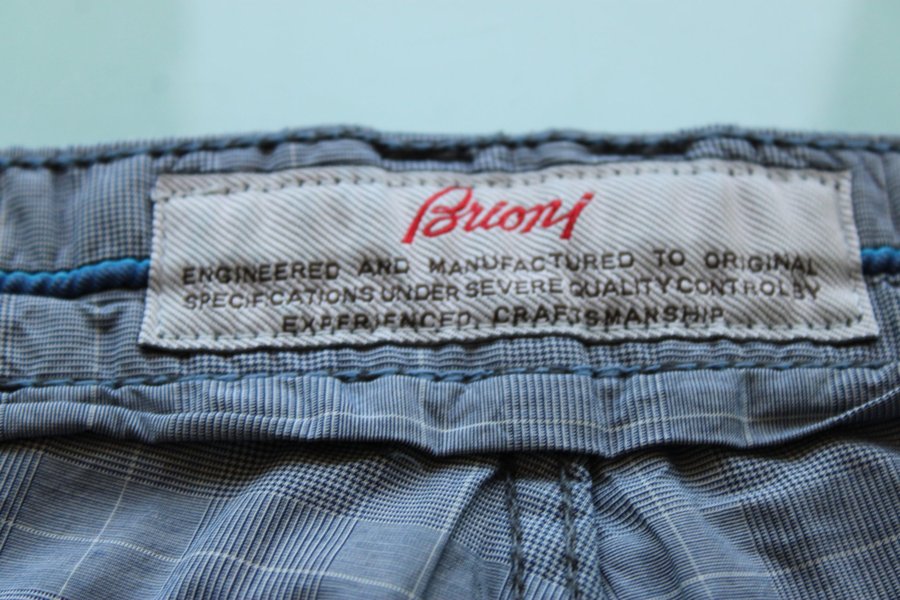 Brioni
ENGINEERED AND MANUFACTURED TO ORIGINAL
SPECIFICATIONS UNDER SEVERE QUALITY CONTROL BY
EXPERIENCED CRAFTSMANSHIP